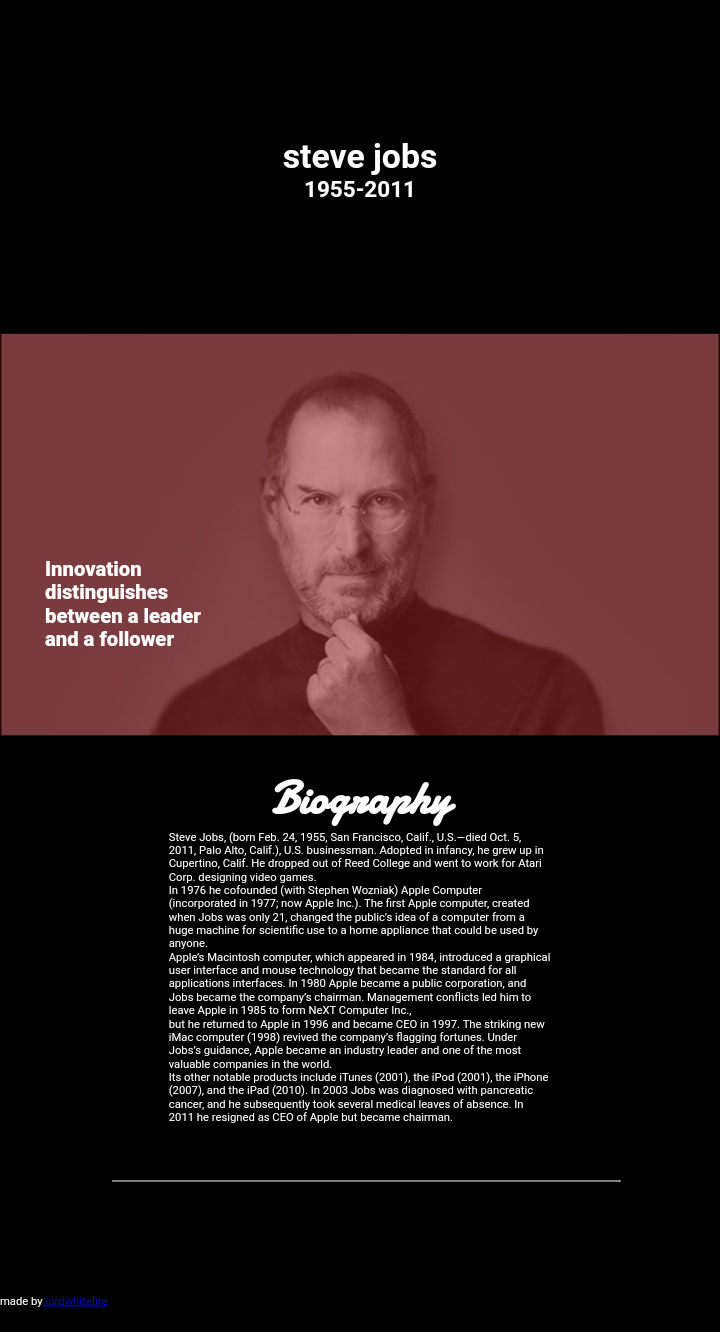 steve jobs
1955-2011
Innovation
distinguishes
between a leader
and a follower
Biography
Steve Jobs, (born Feb. 24, 1955, San Francisco, Calif., U.S.—died Oct. 5,
2011, Palo Alto, Calif.), U.S. businessman. Adopted in infancy, he grew up in
Cupertino, Calif. He dropped out of Reed College and went to work for Atari
Corp. designing video games.
In 1976 he cofounded (with Stephen Wozniak) Apple Computer
(incorporated in 1977; now Apple Inc.). The first Apple computer, created
when Jobs was only 21, changed the public’s idea of a computer from a
huge machine for scientific use to a home appliance that could be used by
anyone.
Apple’s Macintosh computer, which appeared in 1984, introduced a graphical
user interface and mouse technology that became the standard for all
applications interfaces. In 1980 Apple became a public corporation, and
Jobs became the company’s chairman. Management conflicts led him to
leave Apple in 1985 to form NeXT Computer Inc.,
but he returned to Apple in 1996 and became CEO in 1997. The striking new
iMac computer (1998) revived the company’s flagging fortunes. Under
Jobs’s guidance, Apple became an industry leader and one of the most
valuable companies in the world.
Its other notable products include iTunes (2001), the iPod (2001), the iPhone
(2007), and the iPad (2010). In 2003 Jobs was diagnosed with pancreatic
cancer, and he subsequently took several medical leaves of absence. In
2011 he resigned as CEO of Apple but became chairman.
made by lordwhitefire